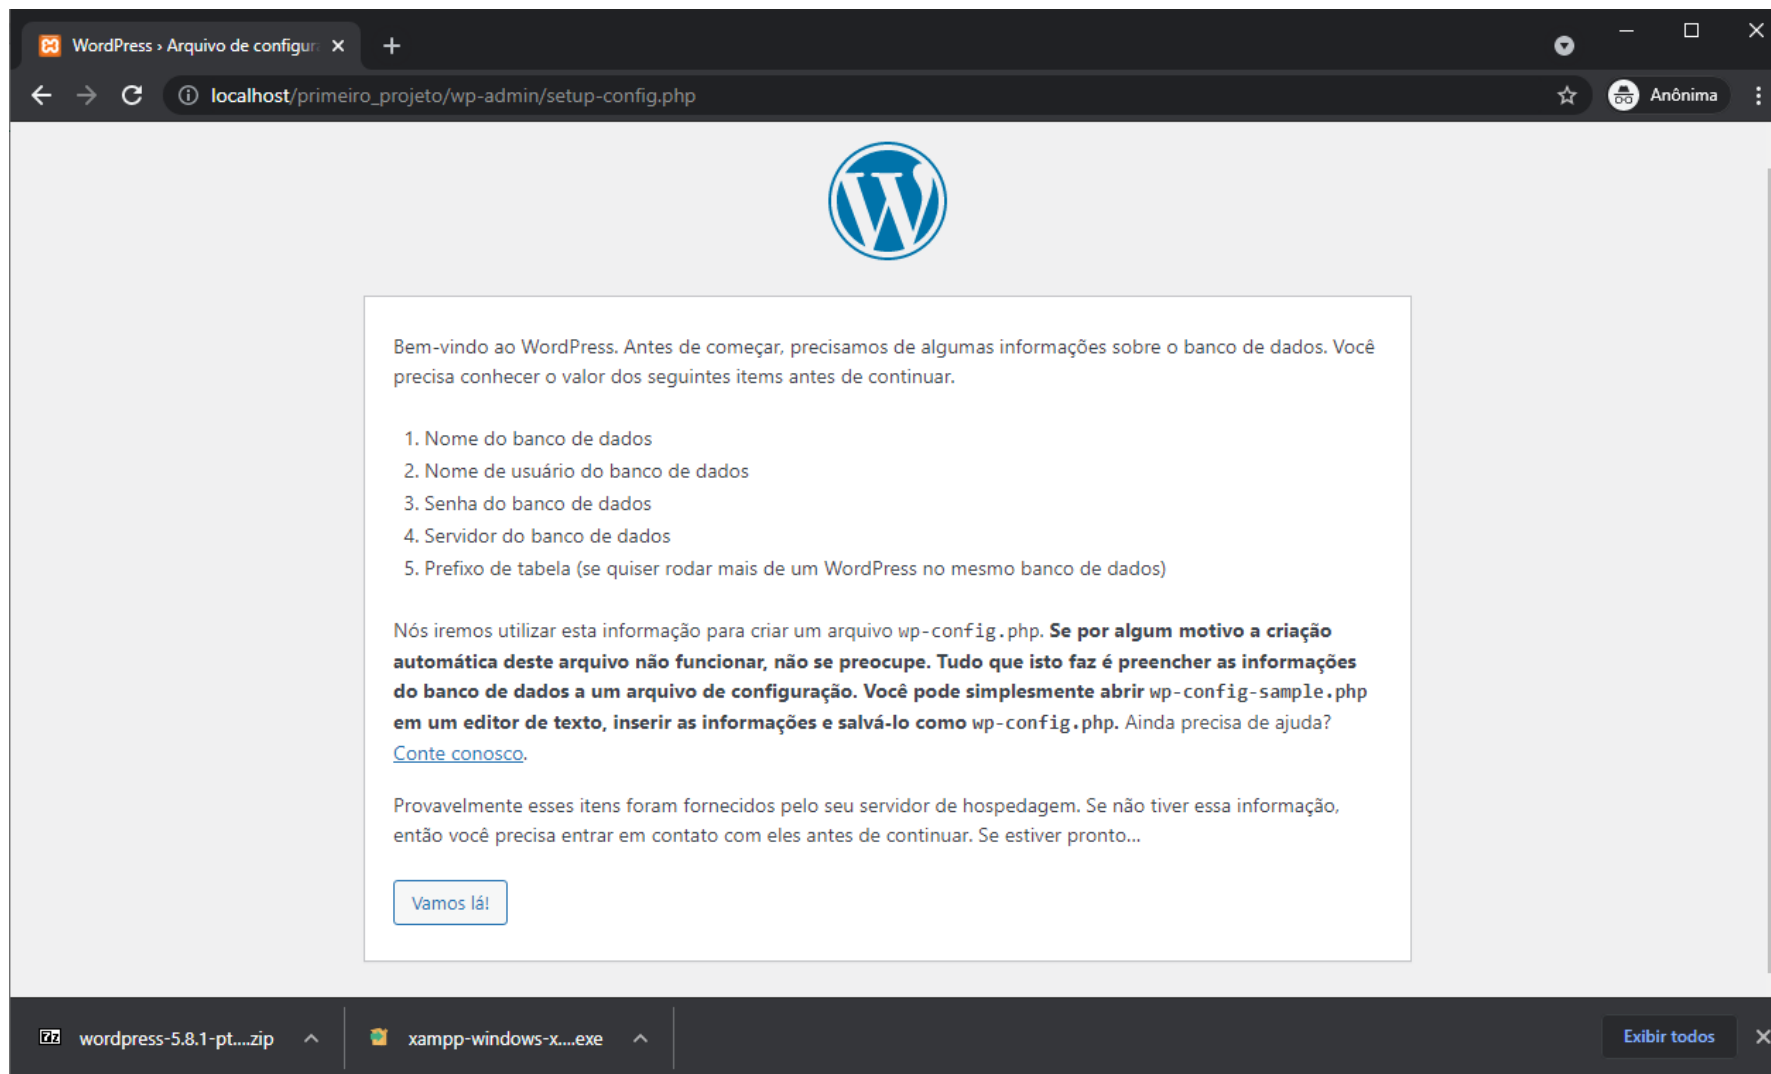 WordPress › Arquivo de configur
localhost/primeiro_projeto/wp-admin/setup-config.php
Anônima
Bem-vindo ao WordPress. Antes de começar, precisamos de algumas informações sobre o banco de dados. Você
precisa conhecer o valor dos seguintes items antes de continuar.
1. Nome do banco de dados
2. Nome de usuário do banco de dados
3. Senha do banco de dados
4. Servidor do banco de dados
5. Prefixo de tabela (se quiser rodar mais de um WordPress no mesmo banco de dados)
Nós iremos utilizar esta informação para criar um arquivo wp-config.php. Se por algum motivo a criação
automática deste arquivo não funcionar, não se preocupe. Tudo que isto faz é preencher as informações
do banco de dados a um arquivo de configuração. Você pode simplesmente abrir wp-config-sample.php
em um editor de texto, inserir as informações e salvá-lo como wp-config.php. Ainda precisa de ajuda?
Conte conosco.
Provavelmente esses itens foram fornecidos pelo seu servidor de hospedagem. Se não tiver essa informação,
então você precisa entrar em contato com eles antes de continuar. Se estiver pronto...
Vamos lá!
7z wordpress-5.8.1-pt....zip
xampp-windows-x....exe
Exibir todos